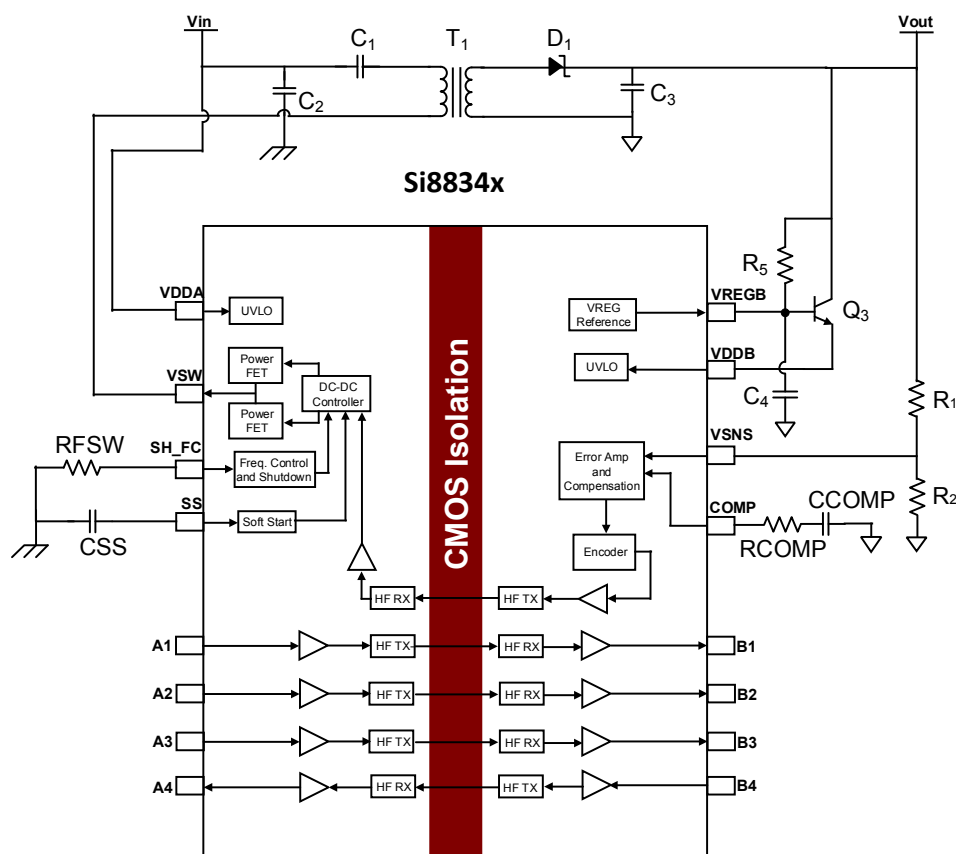 Vin
Vout
C1
T1
D1
C2
C3
Si8834x
R5
VREGB
VREG
Reference
Q3
VDDA
UVLO
VDDB
UVLO
Power
FET
VSW
DC-DC
Controller
Power
FET
C4
R1
CMOS Isolation
RFSW
SH_FC
Freq. Control
and Shutdown
VSNS
Error Amp
and
Compensation
SS
Soft Start
CSS
COMP
CCOMP
RCOMP
R2
Encoder
HF RX
HF TX
A1
HF TX
HF RX
B1
A2
HF TX
HF RX
B2
A3
HF TX
HF RX
B3
A4
HF RX
HF TX
B4